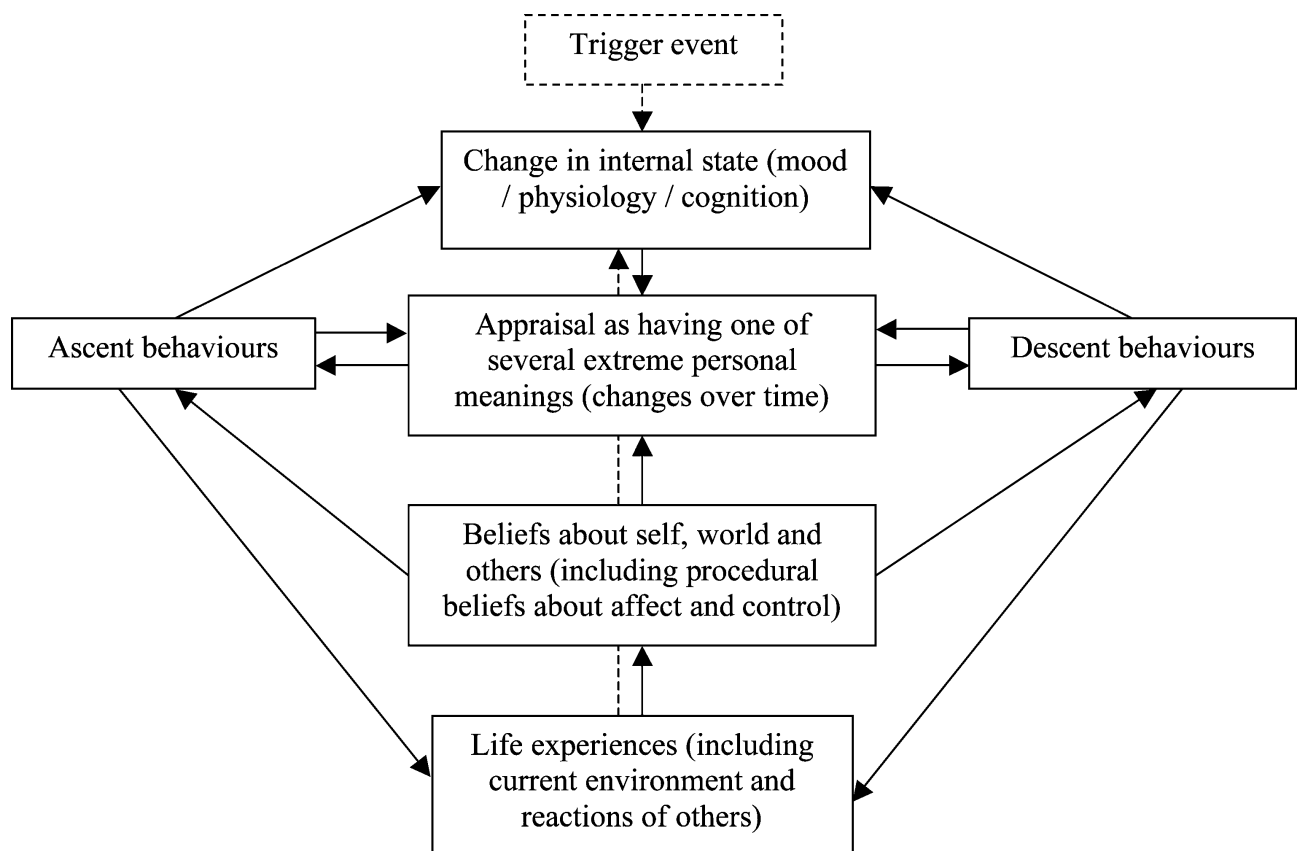 Trigger event
Change in internal state (mood
/ physiology / cognition)
Ascent behaviours
Appraisal as having one of
several extreme personal
meanings (changes over time)
Descent behaviours
Beliefs about self, world and
others (including procedural
beliefs about affect and control)
Life experiences (including
current environment and
reactions of others)